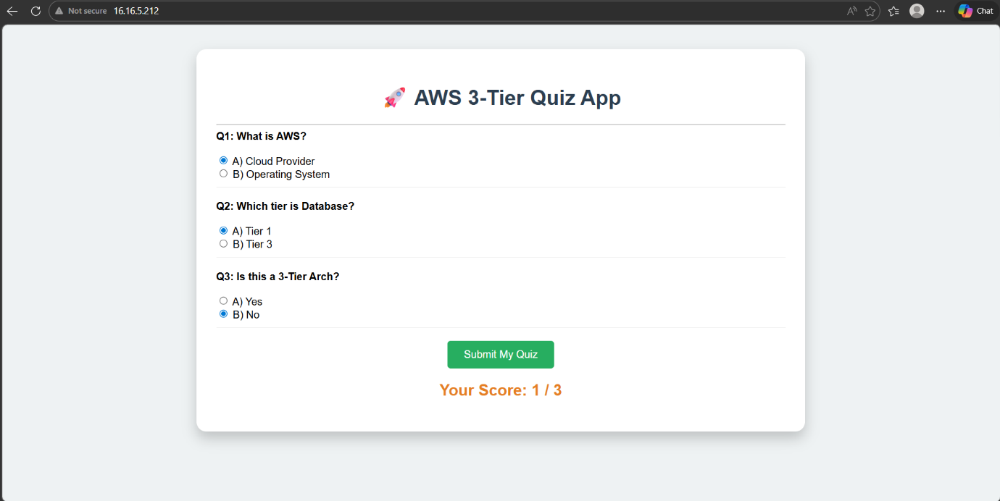 Not secure 16.16.5.212
Chat
🚀 AWS 3-Tier Quiz App
Q1: What is AWS?
A) Cloud Provider
B) Operating System
Q2: Which tier is Database?
A) Tier 1
B) Tier 3
Q3: Is this a 3-Tier Arch?
A) Yes
B) No
Submit My Quiz
Your Score: 1 / 3